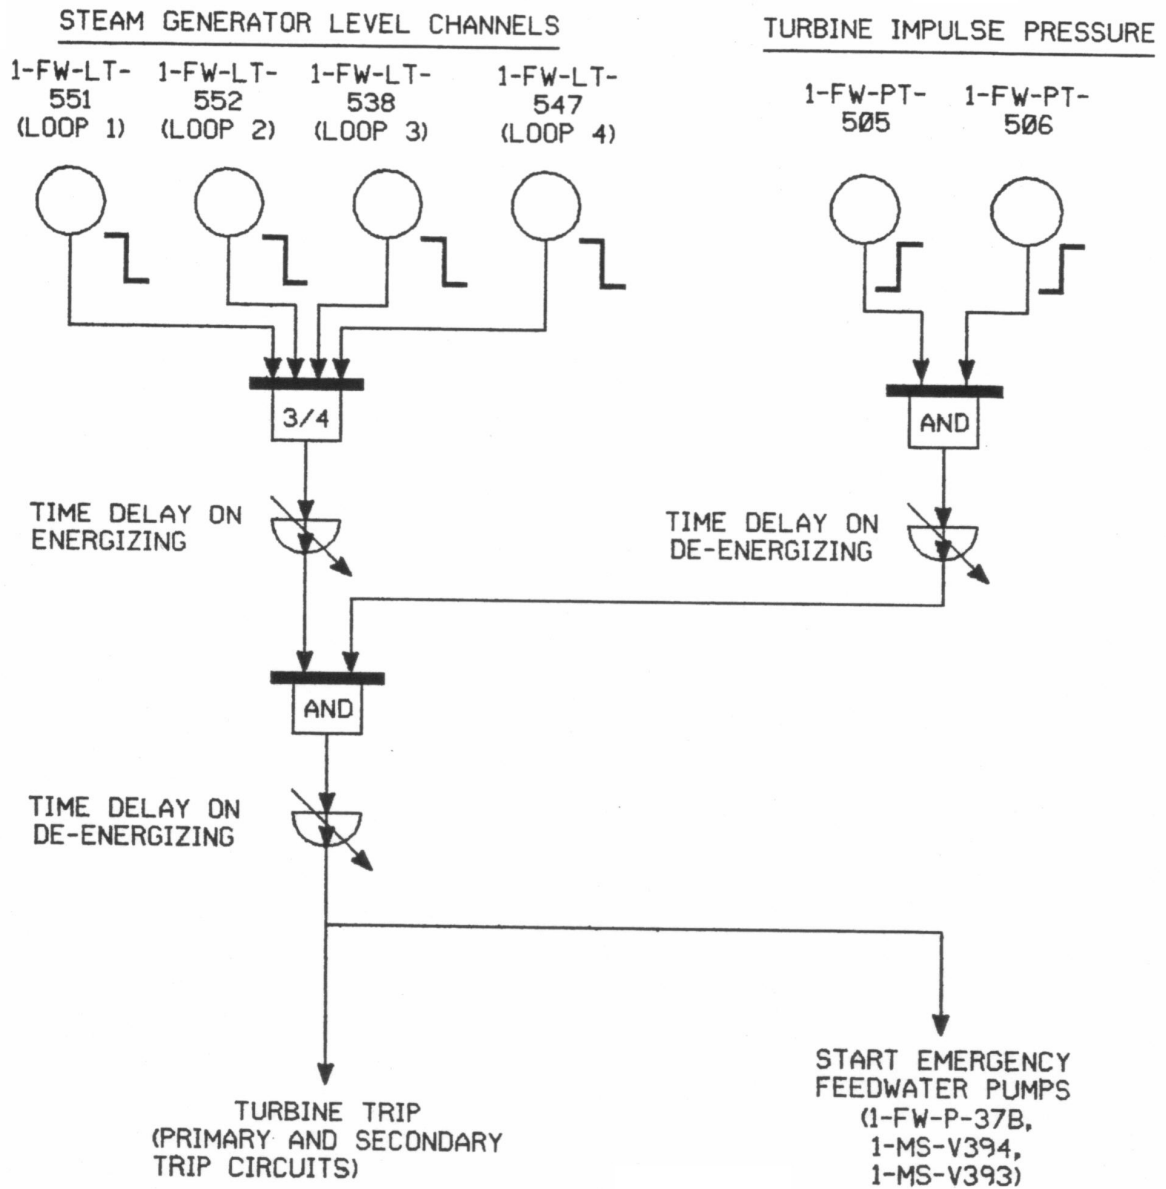 STEAM GENERATOR LEVEL CHANNELS
1-FW-LT-
551
(LOOP 1)
1-FW-LT-
552
(LOOP 2)
1-FW-LT-
538
(LOOP 3)
1-FW-LT-
547
(LOOP 4)
TURBINE IMPULSE PRESSURE
1-FW-PT-
505
1-FW-PT-
506
3/4
AND
TIME DELAY ON
ENERGIZING
TIME DELAY ON
DE-ENERGIZING
AND
TIME DELAY ON
DE-ENERGIZING
TURBINE TRIP
(PRIMARY AND SECONDARY
TRIP CIRCUITS)
START EMERGENCY
FEEDWATER PUMPS
(1-FW-P-37B,
1-MS-V394,
1-MS-V393)